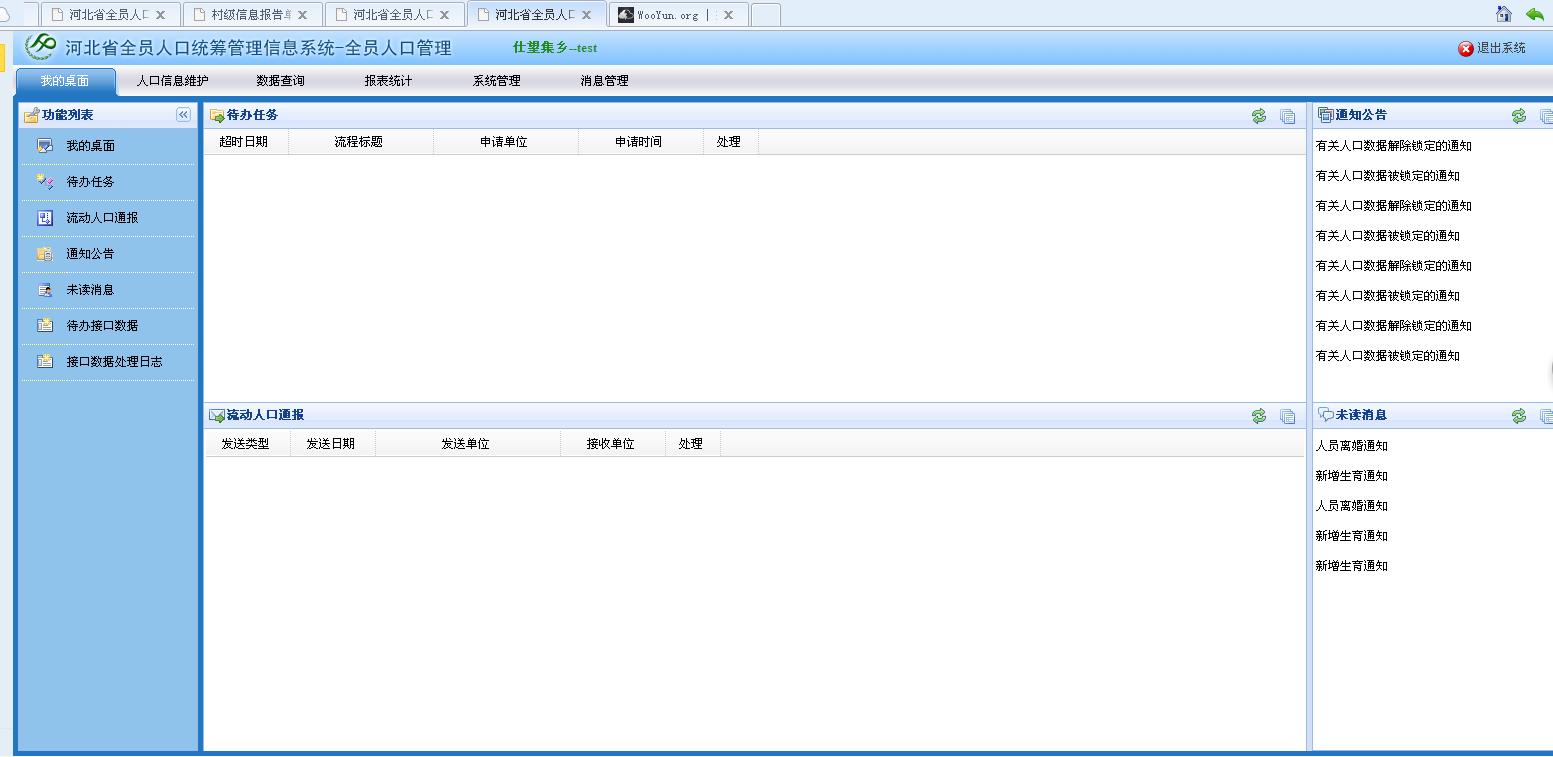 河北省全员人口
村级信息报告单
河北省全员人口
河北省全员人口
WooYun.org |
河北省全员人口统筹管理信息系统-全员人口管理
仕望集乡--test
退出系统
我的桌面
人口信息维护
数据查询
报表统计
系统管理
消息管理
功能列表
我的桌面
待办任务
流动人口通报
通知公告
未读消息
待办接口数据
接口数据处理日志
待办任务
超时日期
流程标题
申请单位
申请时间
处理
流动人口通报
发送类型
发送日期
发送单位
接收单位
处理
通知公告
有关人口数据解除锁定的通知
有关人口数据被锁定的通知
有关人口数据解除锁定的通知
有关人口数据被锁定的通知
有关人口数据解除锁定的通知
有关人口数据被锁定的通知
有关人口数据解除锁定的通知
有关人口数据被锁定的通知
未读消息
人员离婚通知
新增生育通知
人员离婚通知
新增生育通知
新增生育通知